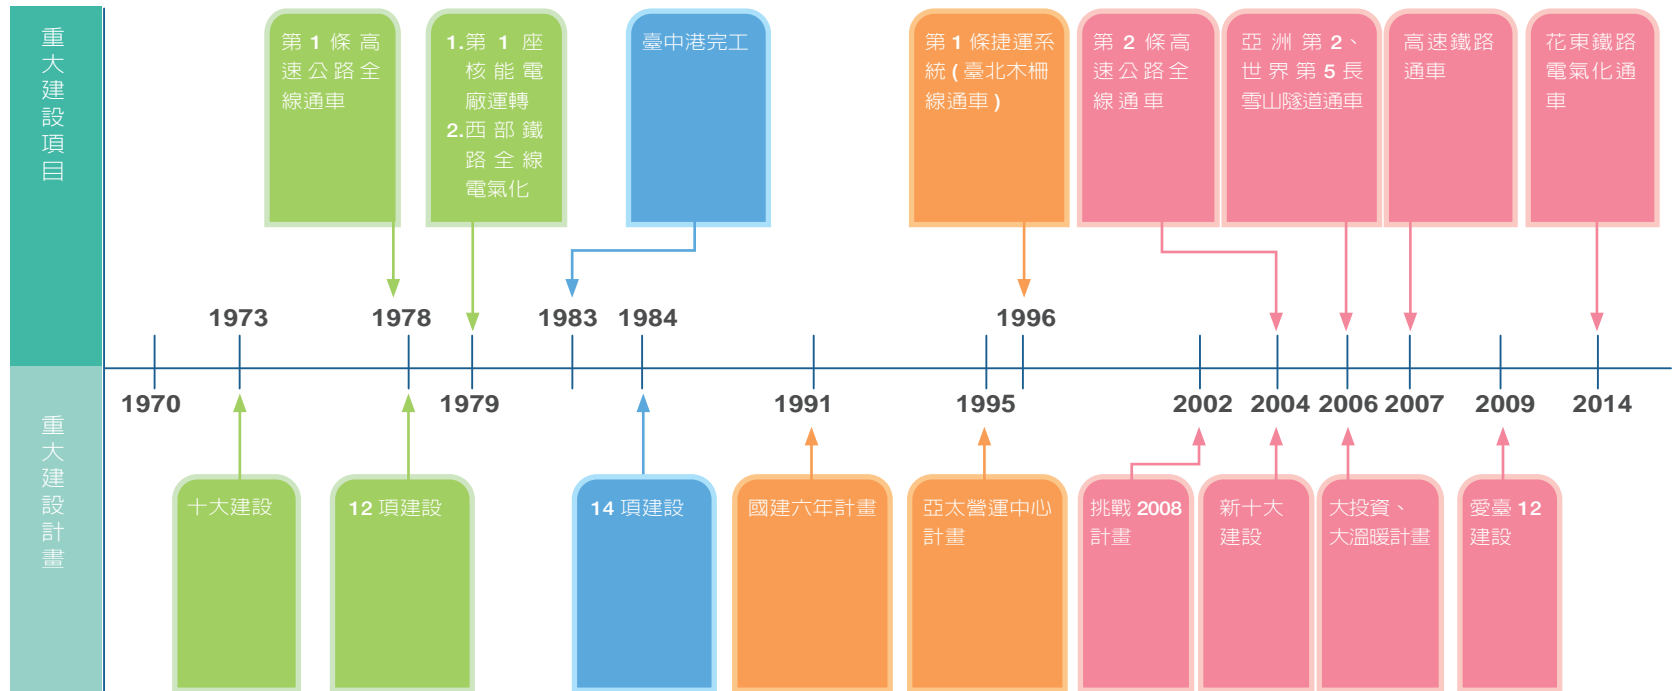 重大建設項目
第 1 條高
速公路全
線通車
1.第 1 座
核能電
廠運轉
2.西部鐵
路全線
電氣化
臺中港完工
第 1 條捷運系
統 ( 臺北木柵
線通車 )
第 2 條高
速公路全
線通車
亞洲第 2、
世界第 5 長
雪山隧道通車
高速鐵路
通車
花東鐵路
電氣化通
車
1973
1978
1983
1984
1996
1970
1979
1991
1995
2002
2004
2006
2007
2009
2014
重大建設計畫
十大建設
12 項建設
14 項建設
國建六年計畫
亞太營運中心
計畫
挑戰 2008
計畫
新十大
建設
大投資、
大溫暖計畫
愛臺 12
建設